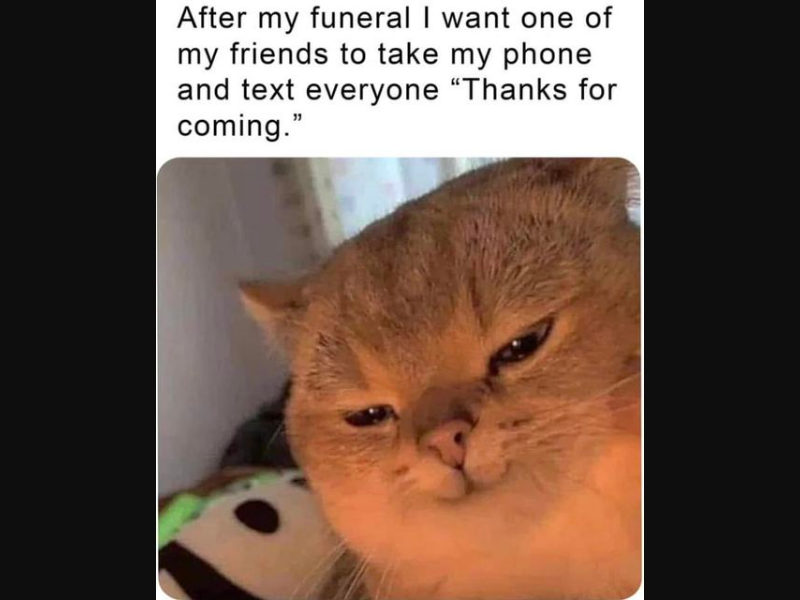 After my funeral I want one of
my friends to take my phone
and text everyone “Thanks for
coming.”